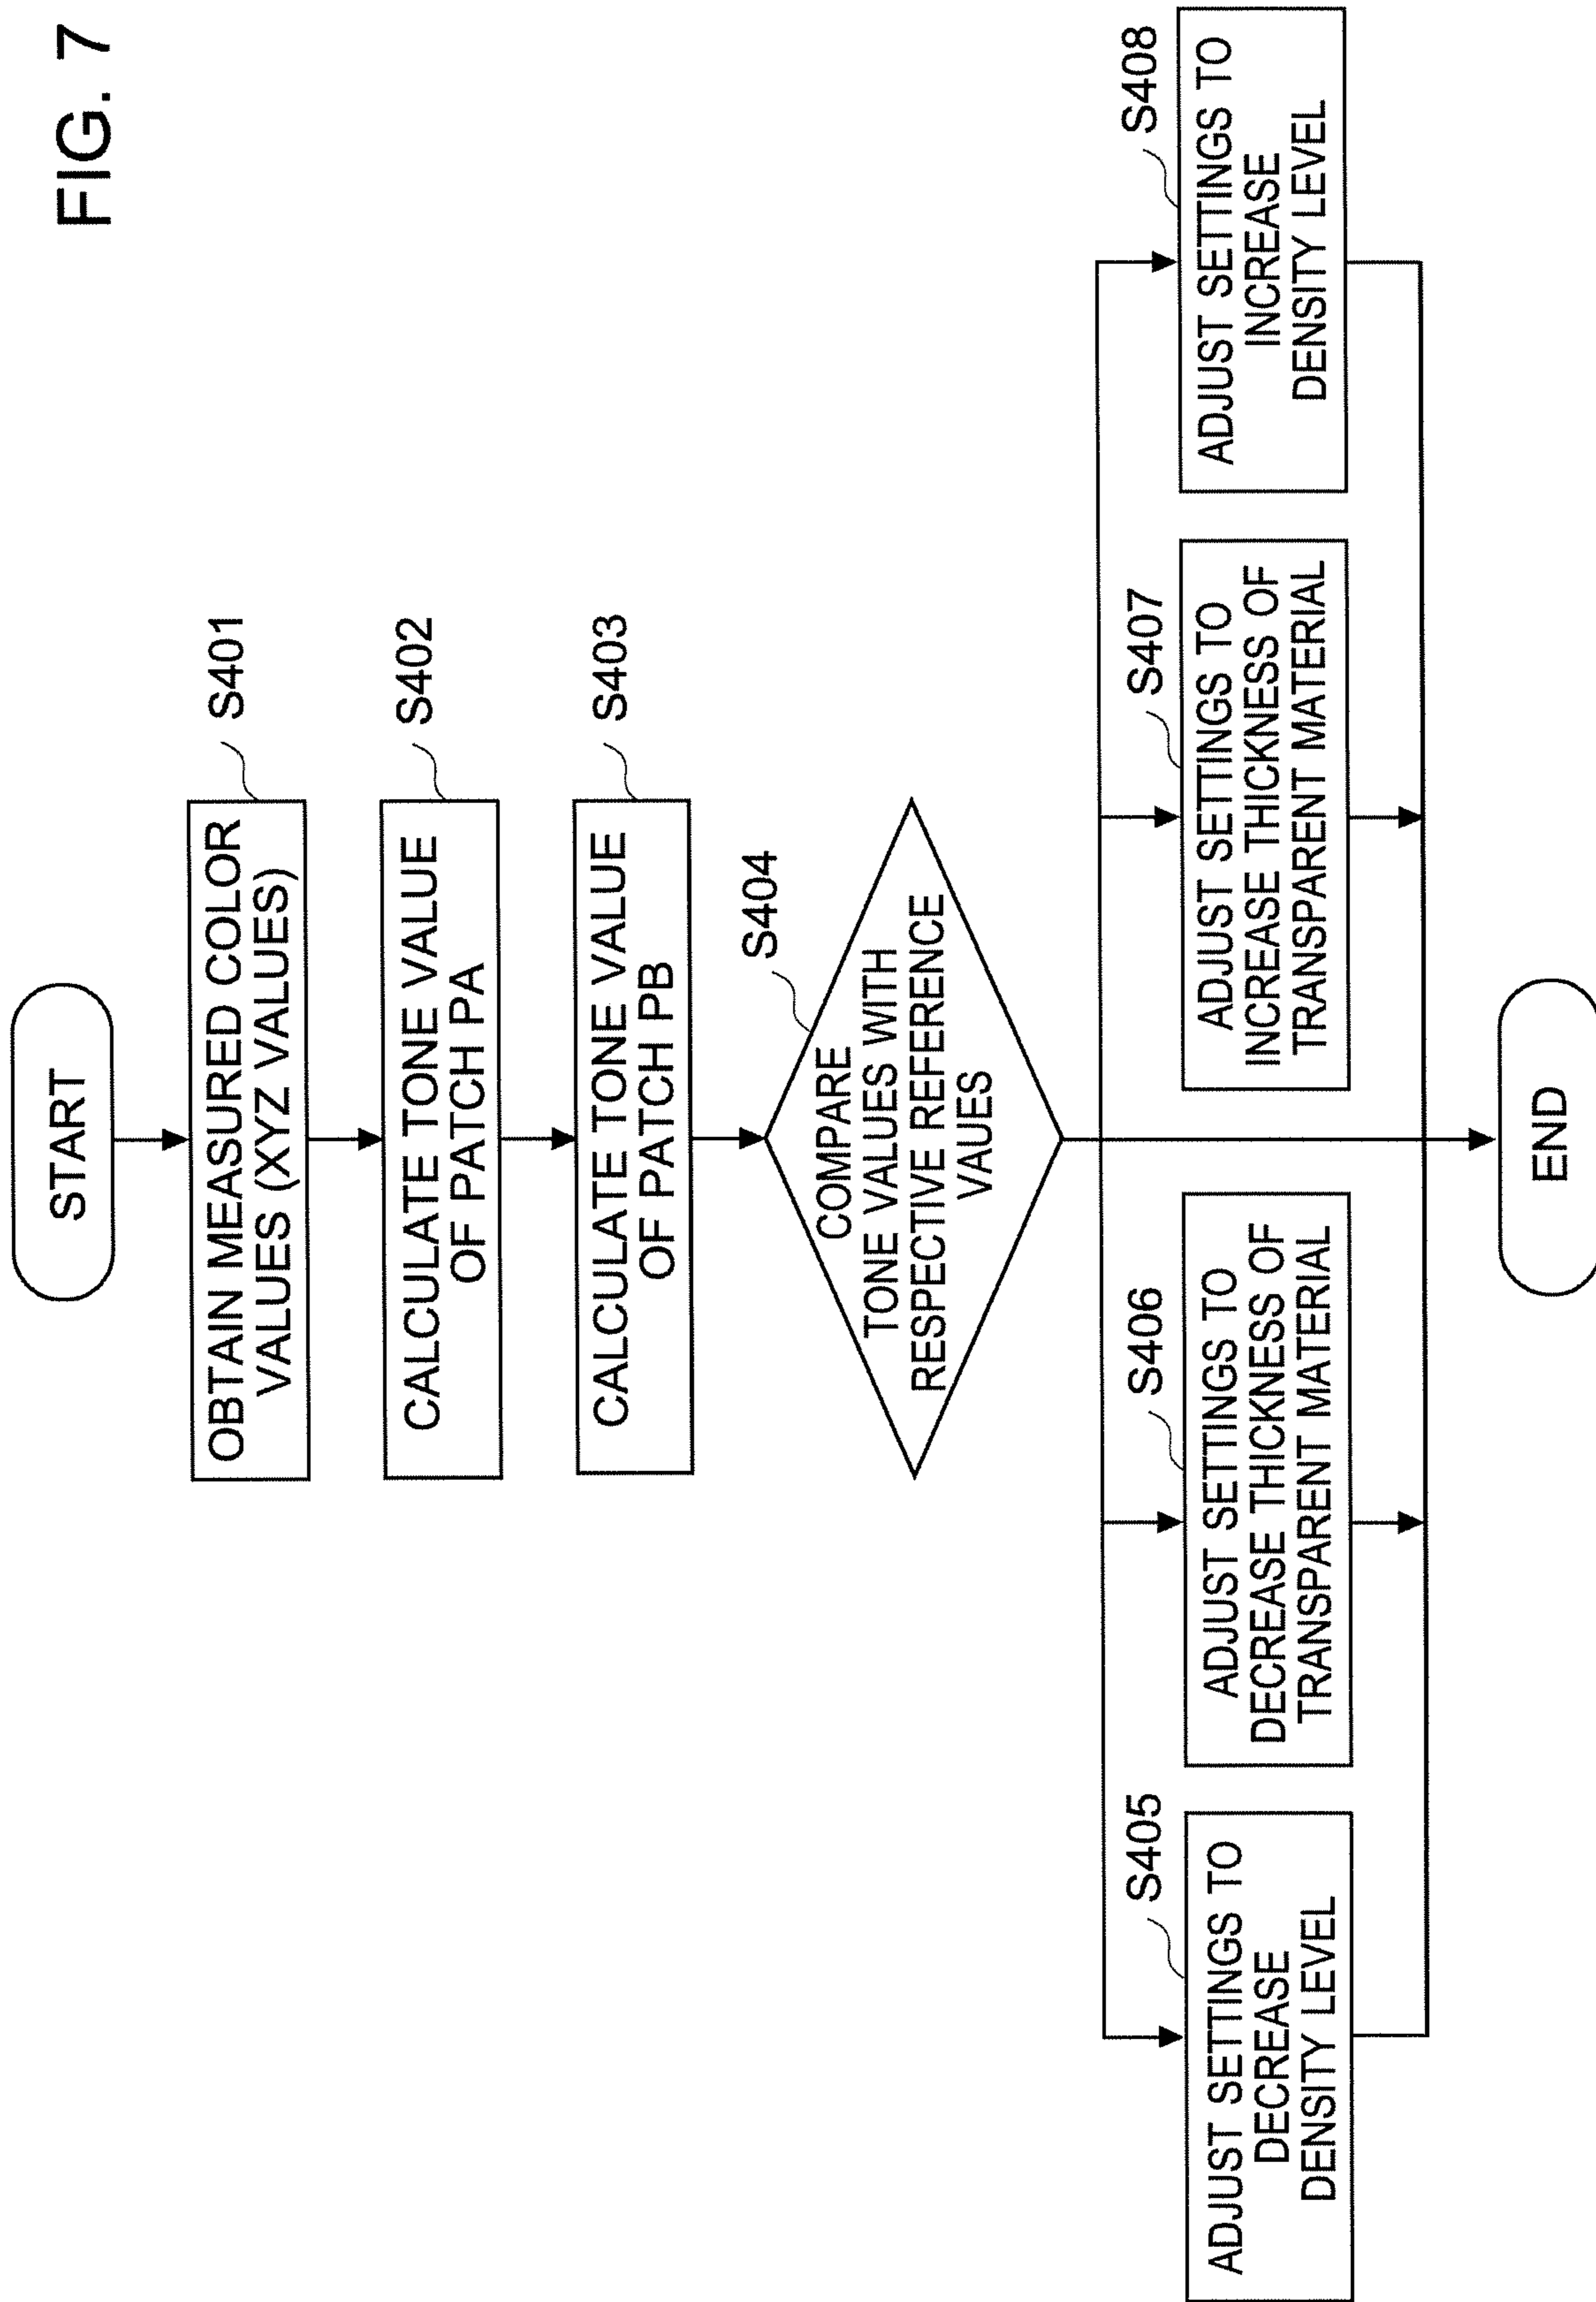 FIG. 7
START
OBTAIN MEASURED COLOR
VALUES (XYZ VALUES)
S401
CALCULATE TONE VALUE
OF PATCH PA
S402
CALCULATE TONE VALUE
OF PATCH PB
S403
COMPARE
TONE VALUES WITH
RESPECTIVE REFERENCE
VALUES
S404
ADJUST SETTINGS TO
DECREASE
DENSITY LEVEL
S405
ADJUST SETTINGS TO
DECREASE THICKNESS OF
TRANSPARENT MATERIAL
S406
ADJUST SETTINGS TO
INCREASE THICKNESS OF
TRANSPARENT MATERIAL
S407
ADJUST SETTINGS TO
INCREASE
DENSITY LEVEL
S408
END